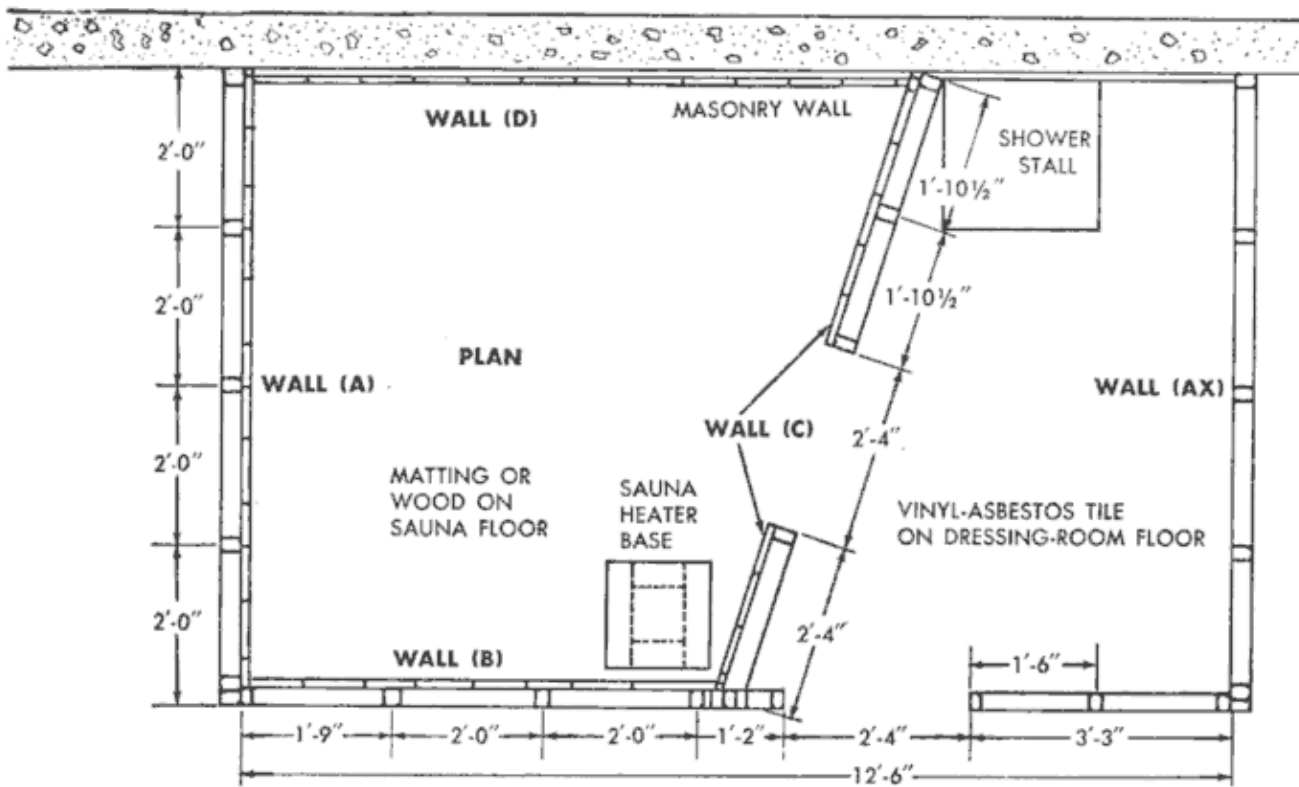 WALL (D)
MASONRY WALL
SHOWER
STALL
2'-0"
1'-10½"
2'-0"
1'-10½"
PLAN
WALL (A)
WALL (AX)
WALL (C)
2'-4"
2'-0"
MATTING OR
WOOD ON
SAUNA FLOOR
SAUNA
HEATER
BASE
VINYL-ASBESTOS TILE
ON DRESSING-ROOM FLOOR
2'-0"
2'-4"
WALL (B)
1'-6"
1'-9"
2'-0"
2'-0"
1'-2"
2'-4"
3'-3"
12'-6"